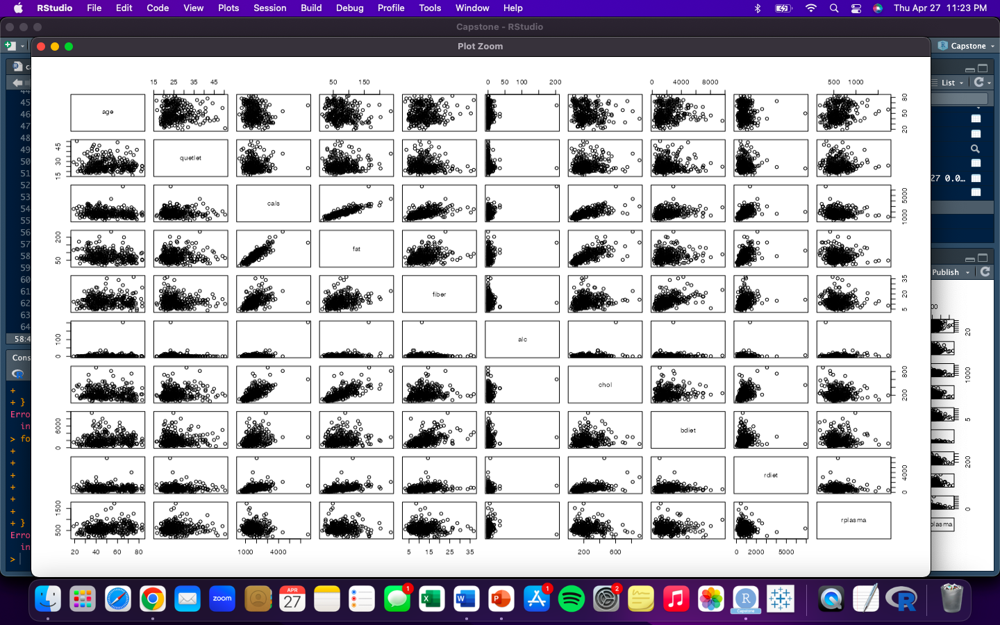 RStudio File Edit Code View Plots Session Build Debug Profile Tools Window Help Thu Apr 27 11:23 PM
Capstone - RStudio
Plot Zoom
Capstone
List
15 25 35 45 50 150 0 50 200 0 4000 8000 500 1000
age
20 50 80
quetlet
15 30 45
cals
1000 5000
fat
50 200
fiber
5 20 35
alc
0 100
chol
200 800
bdiet
0 6000
rdiet
0 4000
rplasma
500 1500
20 40 60 80 1000 4000 5 15 25 35 200 600 0 2000 5000
44
45
46
47
48
49
50
51
52
53
54
55
56
57
58
59
60
61
62
63
64
58:4
Cons
+
+ }
Erro
in
> fo
+
+
+
+
+
+
+ }
Erro
in
>
27 0.0...
Publish
00
20
1000
5
200
0
plasma
1
zoom
APR
27
1
2
X
W
P
R
Capstone
R